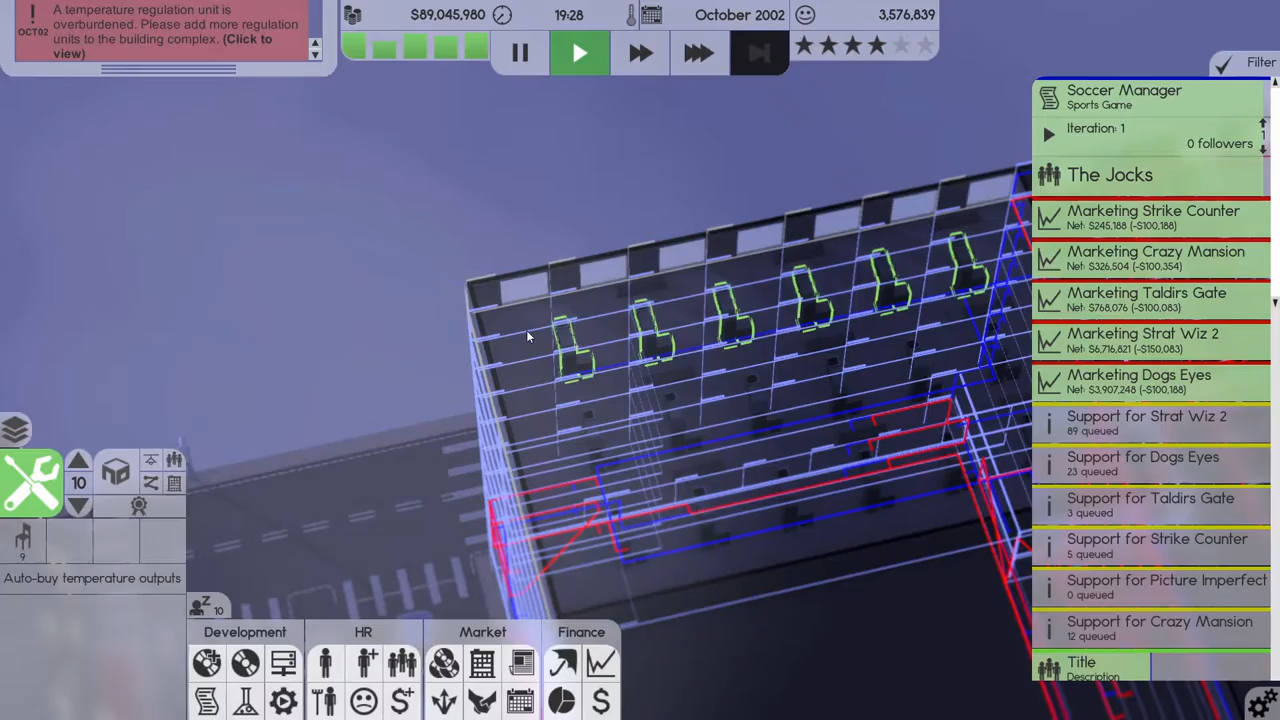 A temperature regulation unit is
overburdened. Please add more regulation
units to the building complex. (Click to
view)
OCT02
$89,045,980
19:28
October 2002
3,576,839
Filter
Soccer Manager
Sports Game
Iteration: 1
1
0 followers
The Jocks
Marketing Strike Counter
Net: $245,188 (-$100,188)
Marketing Crazy Mansion
Net: $326,504 (-$100,354)
Marketing Taldirs Gate
Net: $768,076 (-$100,083)
Marketing Strat Wiz 2
Net: $6,716,821 (-$150,083)
Marketing Dogs Eyes
Net: $3,907,248 (-$100,188)
Support for Strat Wiz 2
89 queued
Support for Dogs Eyes
23 queued
Support for Taldirs Gate
3 queued
Support for Strike Counter
5 queued
Support for Picture Imperfect
0 queued
Support for Crazy Mansion
12 queued
Title
Description
10
9
Auto-buy temperature outputs
Z 10
Development
HR
Market
Finance